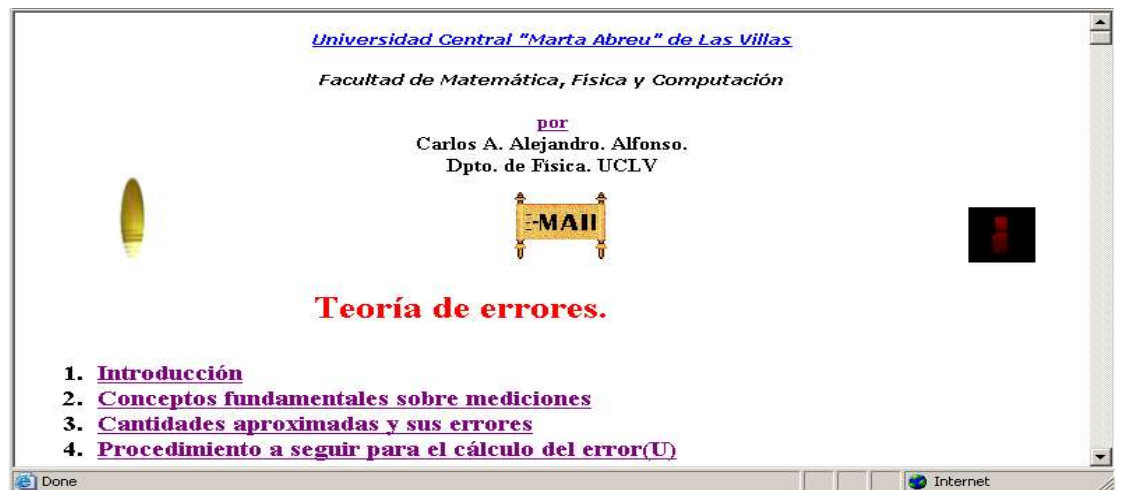 Universidad Central "Marta Abreu" de Las Villas
Facultad de Matemática, Física y Computación
por
Carlos A. Alejandro. Alfonso.
Dpto. de Física. UCLV
E-MAIl
Teoría de errores.
1. Introducción
2. Conceptos fundamentales sobre mediciones
3. Cantidades aproximadas y sus errores
4. Procedimiento a seguir para el cálculo del error(U)
Done Internet